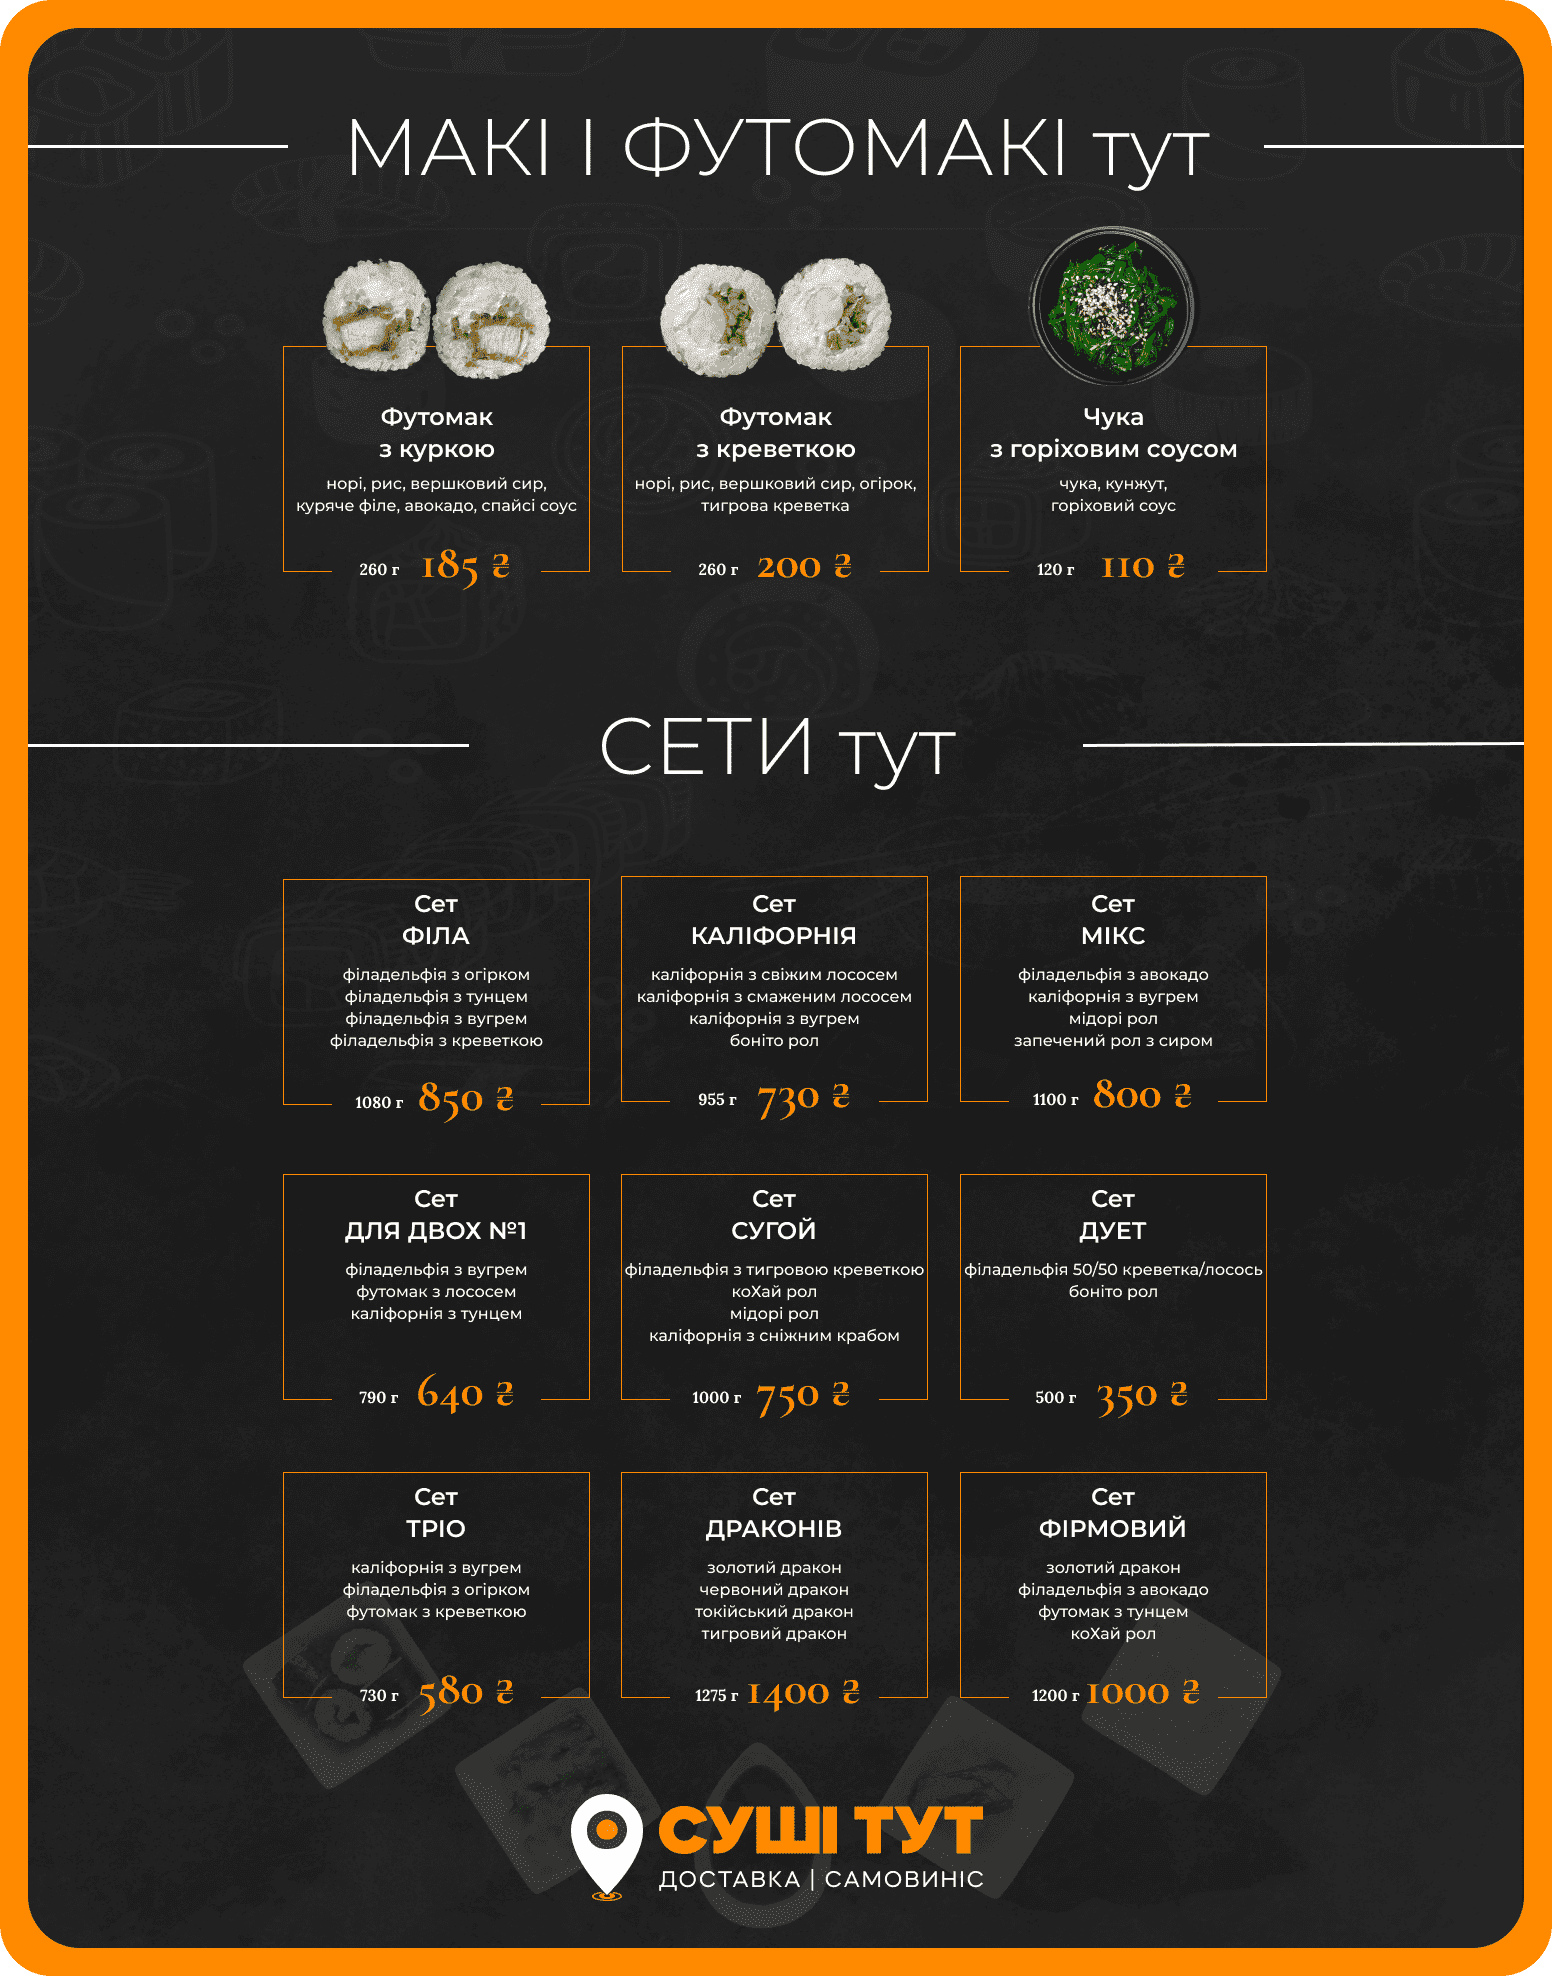 МАКІ І ФУТОМАКІ тут
Футомак
з куркою
норі, рис, вершковий сир,
куряче філе, авокадо, спайсі соус
260 г 185 ₴
Футомак
з креветкою
норі, рис, вершковий сир, огірок,
тигрова креветка
260 г 200 ₴
Чука
з горіховим соусом
чука, кунжут,
горіховий соус
120 г 110 ₴
СЕТИ тут
Сет
ФІЛА
філадельфія з огірком
філадельфія з тунцем
філадельфія з вугрем
філадельфія з креветкою
1080 г 850 ₴
Сет
КАЛІФОРНІЯ
каліфорнія з свіжим лососем
каліфорнія з смаженим лососем
каліфорнія з вугрем
боніто рол
955 г 730 ₴
Сет
МІКС
філадельфія з авокадо
каліфорнія з вугрем
мідорі рол
запечений рол з сиром
1100 г 800 ₴
Сет
ДЛЯ ДВОХ №1
філадельфія з вугрем
футомак з лососем
каліфорнія з тунцем
790 г 640 ₴
Сет
СУГОЙ
філадельфія з тигровою креветкою
коХай рол
мідорі рол
каліфорнія з сніжним крабом
1000 г 750 ₴
Сет
ДУЕТ
філадельфія 50/50 креветка/лосось
боніто рол
500 г 350 ₴
Сет
ТРІО
каліфорнія з вугрем
філадельфія з огірком
футомак з креветкою
730 г 580 ₴
Сет
ДРАКОНІВ
золотий дракон
червоний дракон
токійський дракон
тигровий дракон
1275 г 1400 ₴
Сет
ФІРМОВИЙ
золотий дракон
філадельфія з авокадо
футомак з тунцем
коХай рол
1200 г 1000 ₴
СУШІ ТУТ
ДОСТАВКА | САМОВИНІС